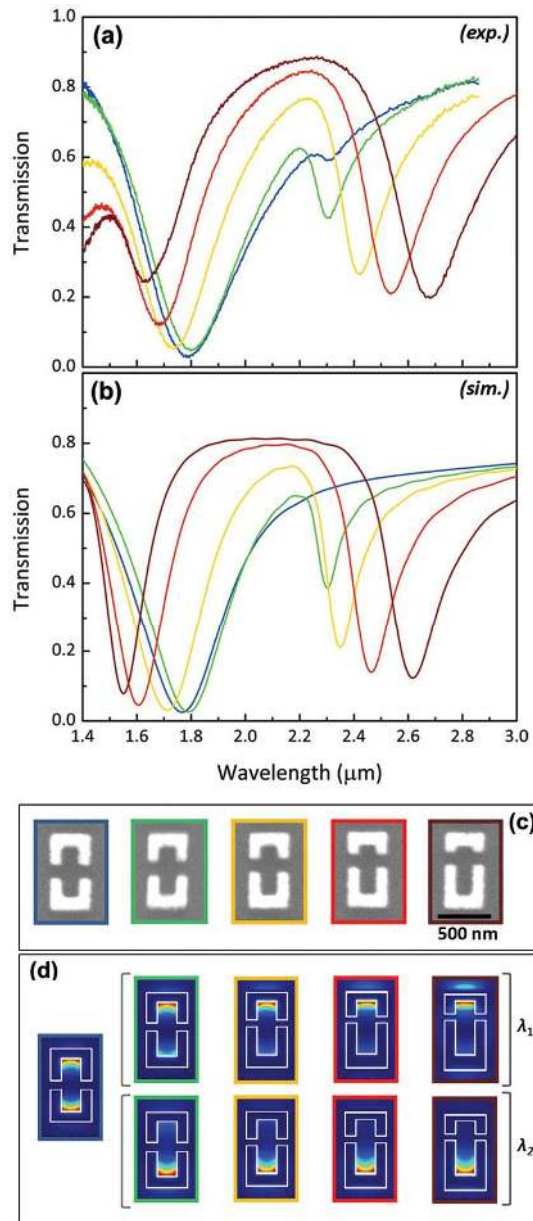 (a) (exp.)
1.0
0.8
0.6
0.4
0.2
0.0
Transmission
(b) (sim.)
0.8
0.6
0.4
0.2
0.0
Transmission
1.4 1.6 1.8 2.0 2.2 2.4 2.6 2.8 3.0
Wavelength (μm)
(c)
500 nm
(d)
λ1
λ2